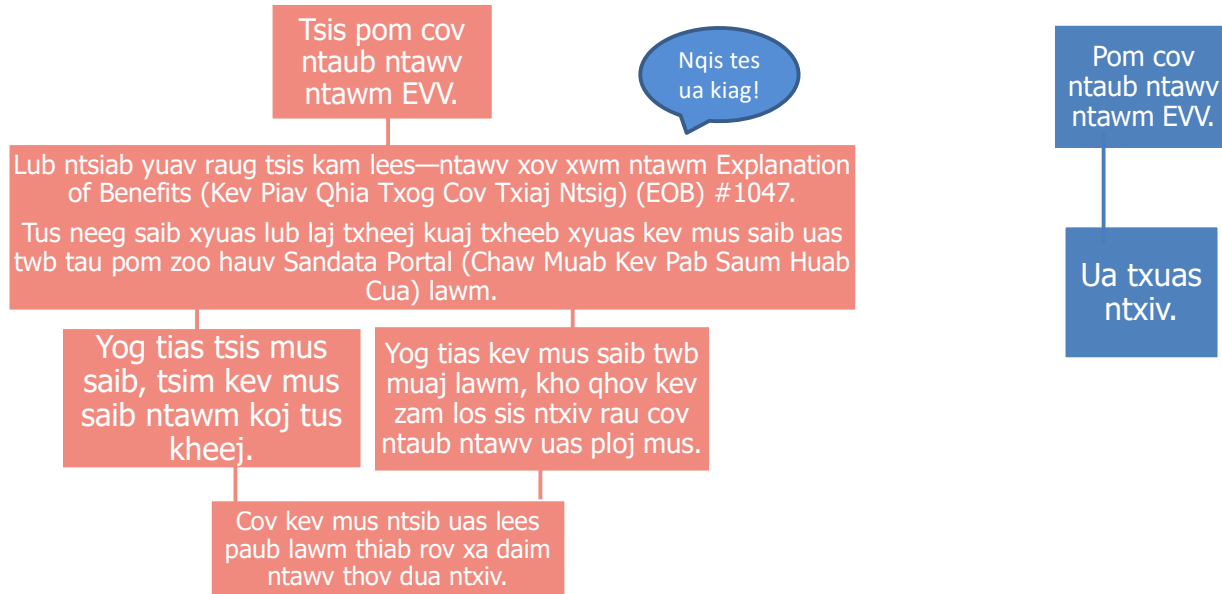 Tsis pom cov
ntaub ntawv
ntawm EVV.
Nqis tes
ua kiag!
Lub ntsiab yuav raug tsis kam lees—ntawv xov xwm ntawm Explanation
of Benefits (Kev Piav Qhia Txog Cov Txiaj Ntsig) (EOB) #1047.
Tus neeg saib xyuas lub laj txheej kuaj txheeb xyuas kev mus saib uas
twb tau pom zoo hauv Sandata Portal (Chaw Muab Kev Pab Saum Huab
Cua) lawm.
Yog tias tsis mus
saib, tsim kev mus
saib ntawm koj tus
kheej.
Yog tias kev mus saib twb
muaj lawm, kho qhov kev
zam los sis ntxiv rau cov
ntaub ntawv uas ploj mus.
Cov kev mus ntsib uas lees
paub lawm thiab rov xa daim
ntawv thov dua ntxiv.
Pom cov
ntaub ntawv
ntawm EVV.
Ua txuas
ntxiv.